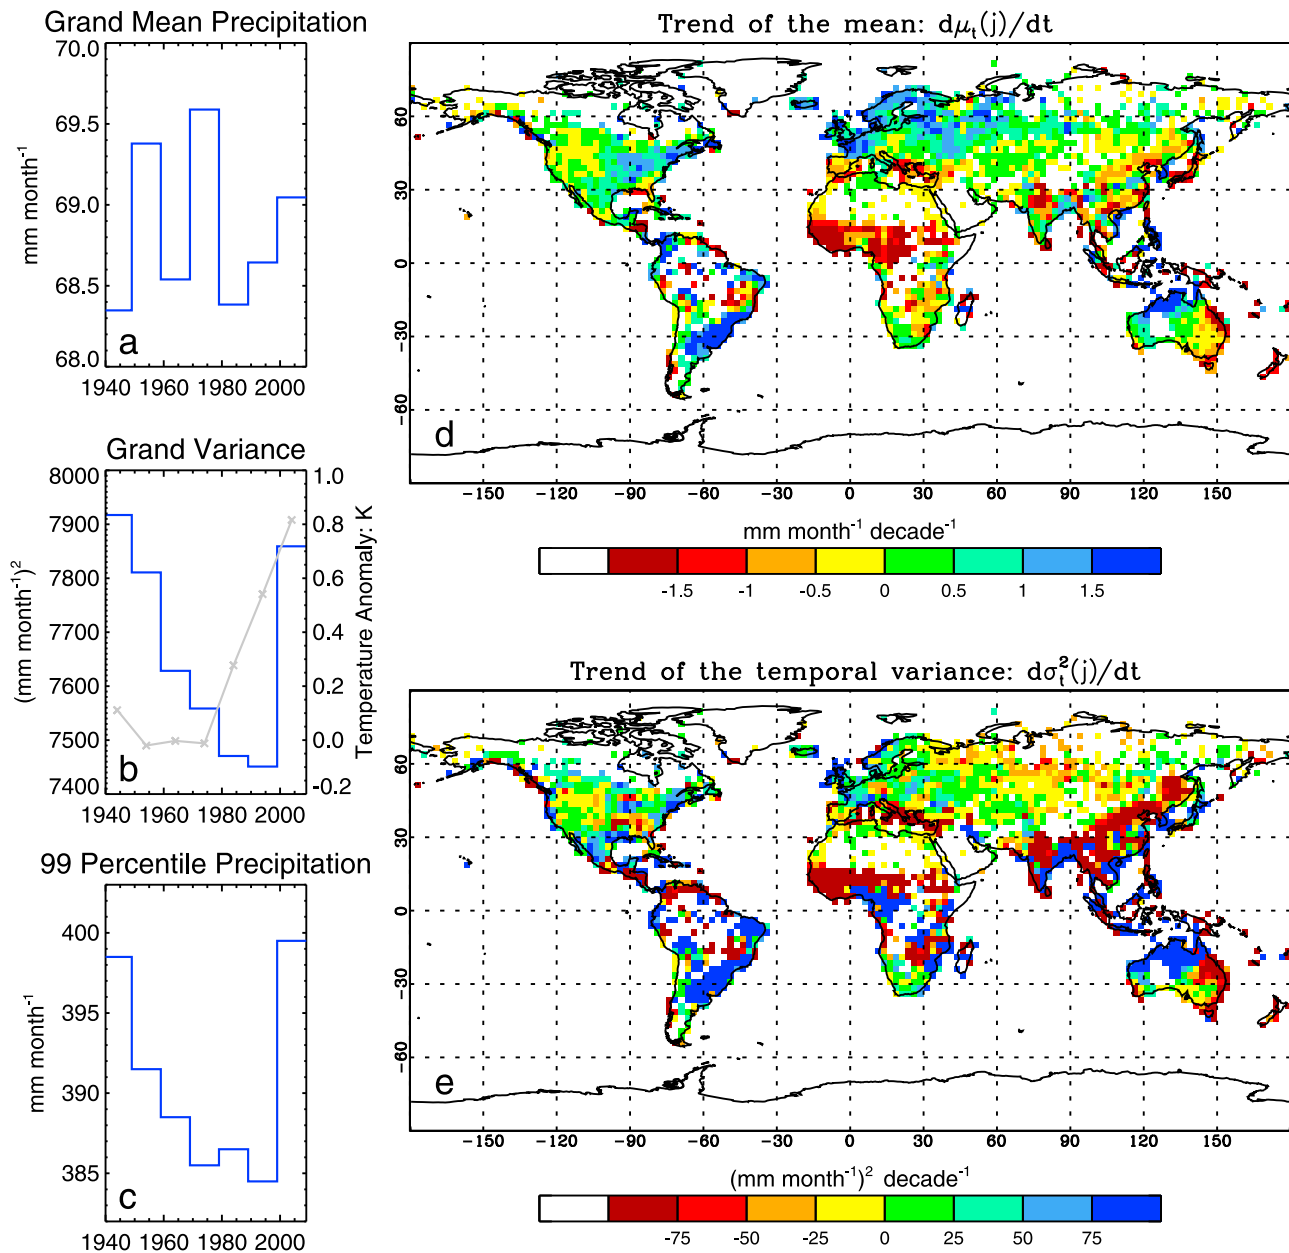 Grand Mean Precipitation
70.0
69.5
69.0
68.5
68.0
mm month⁻¹
a
1940 1960 1980 2000
Grand Variance
8000
7900
7800
7700
7600
7500
7400
(mm month⁻¹)²
1.0
0.8
0.6
0.4
0.2
0.0
-0.2
Temperature Anomaly: K
b
1940 1960 1980 2000
99 Percentile Precipitation
400
395
390
385
mm month⁻¹
c
1940 1960 1980 2000
Trend of the mean: dμₜ(j)/dt
60
30
0
-30
-60
d
-150 -120 -90 -60 -30 0 30 60 90 120 150
mm month⁻¹ decade⁻¹
-1.5 -1 -0.5 0 0.5 1 1.5
Trend of the temporal variance: dσₜ²(j)/dt
60
30
0
-30
-60
e
-150 -120 -90 -60 -30 0 30 60 90 120 150
(mm month⁻¹)² decade⁻¹
-75 -50 -25 0 25 50 75